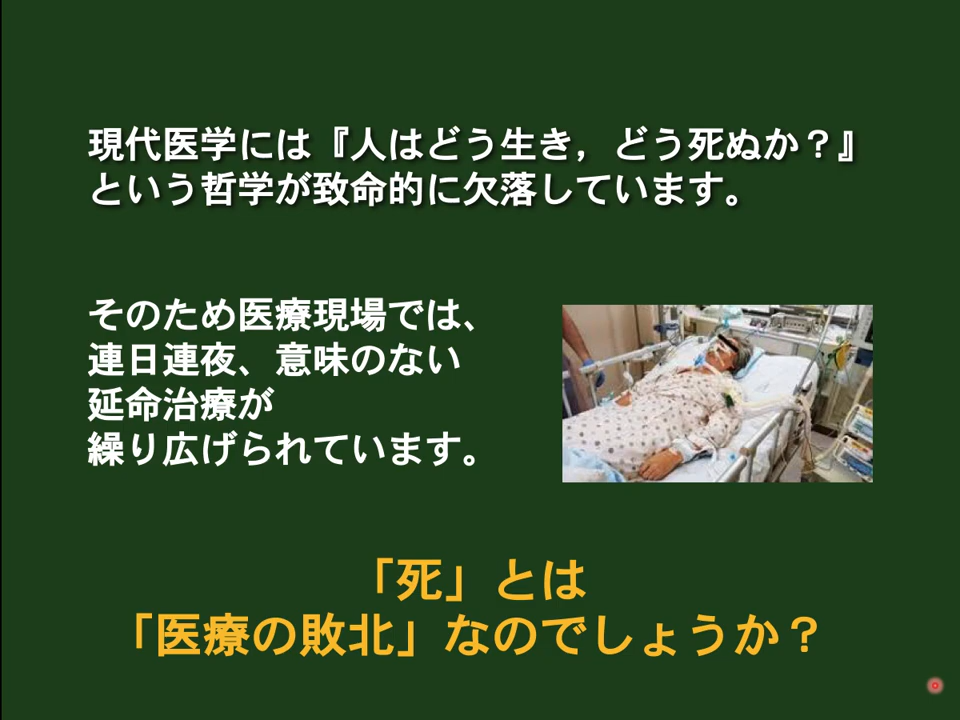 現代医学には『人はどう生き，どう死ぬか？』
という哲学が致命的に欠落しています。
そのため医療現場では、
連日連夜、意味のない
延命治療が
繰り広げられています。
「死」とは
「医療の敗北」なのでしょうか？